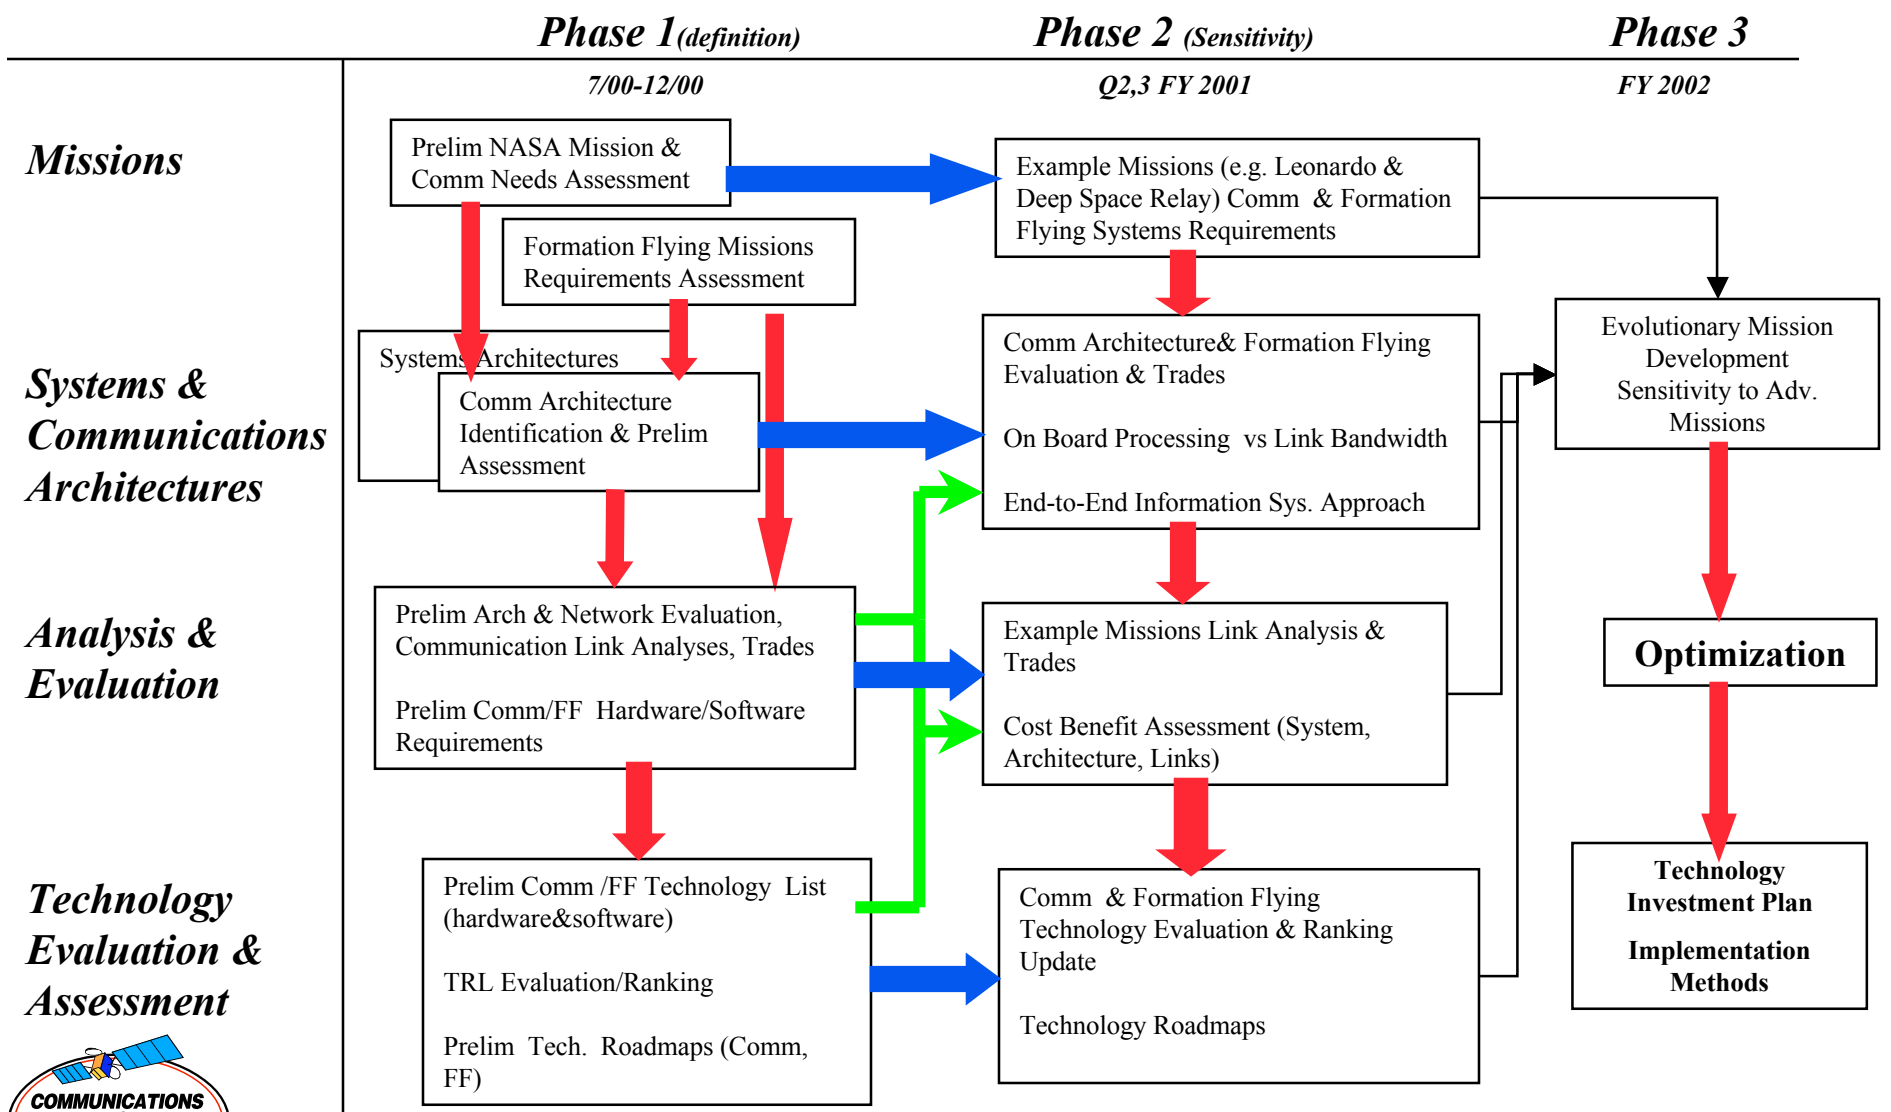 Phase 1(definition)
Phase 2 (Sensitivity)
Phase 3
7/00-12/00
Q2,3 FY 2001
FY 2002
Missions
Prelim NASA Mission &
Comm Needs Assessment
Formation Flying Missions
Requirements Assessment
Example Missions (e.g. Leonardo &
Deep Space Relay) Comm & Formation
Flying Systems Requirements
Systems &
Communications
Architectures
Systems Architectures
Comm Architecture
Identification & Prelim
Assessment
Comm Architecture& Formation Flying
Evaluation & Trades
On Board Processing vs Link Bandwidth
End-to-End Information Sys. Approach
Evolutionary Mission
Development
Sensitivity to Adv.
Missions
Analysis &
Evaluation
Prelim Arch & Network Evaluation,
Communication Link Analyses, Trades
Prelim Comm/FF Hardware/Software
Requirements
Example Missions Link Analysis &
Trades
Cost Benefit Assessment (System,
Architecture, Links)
Optimization
Technology
Evaluation &
Assessment
Prelim Comm /FF Technology List
(hardware&software)
TRL Evaluation/Ranking
Prelim Tech. Roadmaps (Comm,
FF)
Comm & Formation Flying
Technology Evaluation & Ranking
Update
Technology Roadmaps
Technology
Investment Plan
Implementation
Methods
COMMUNICATIONS